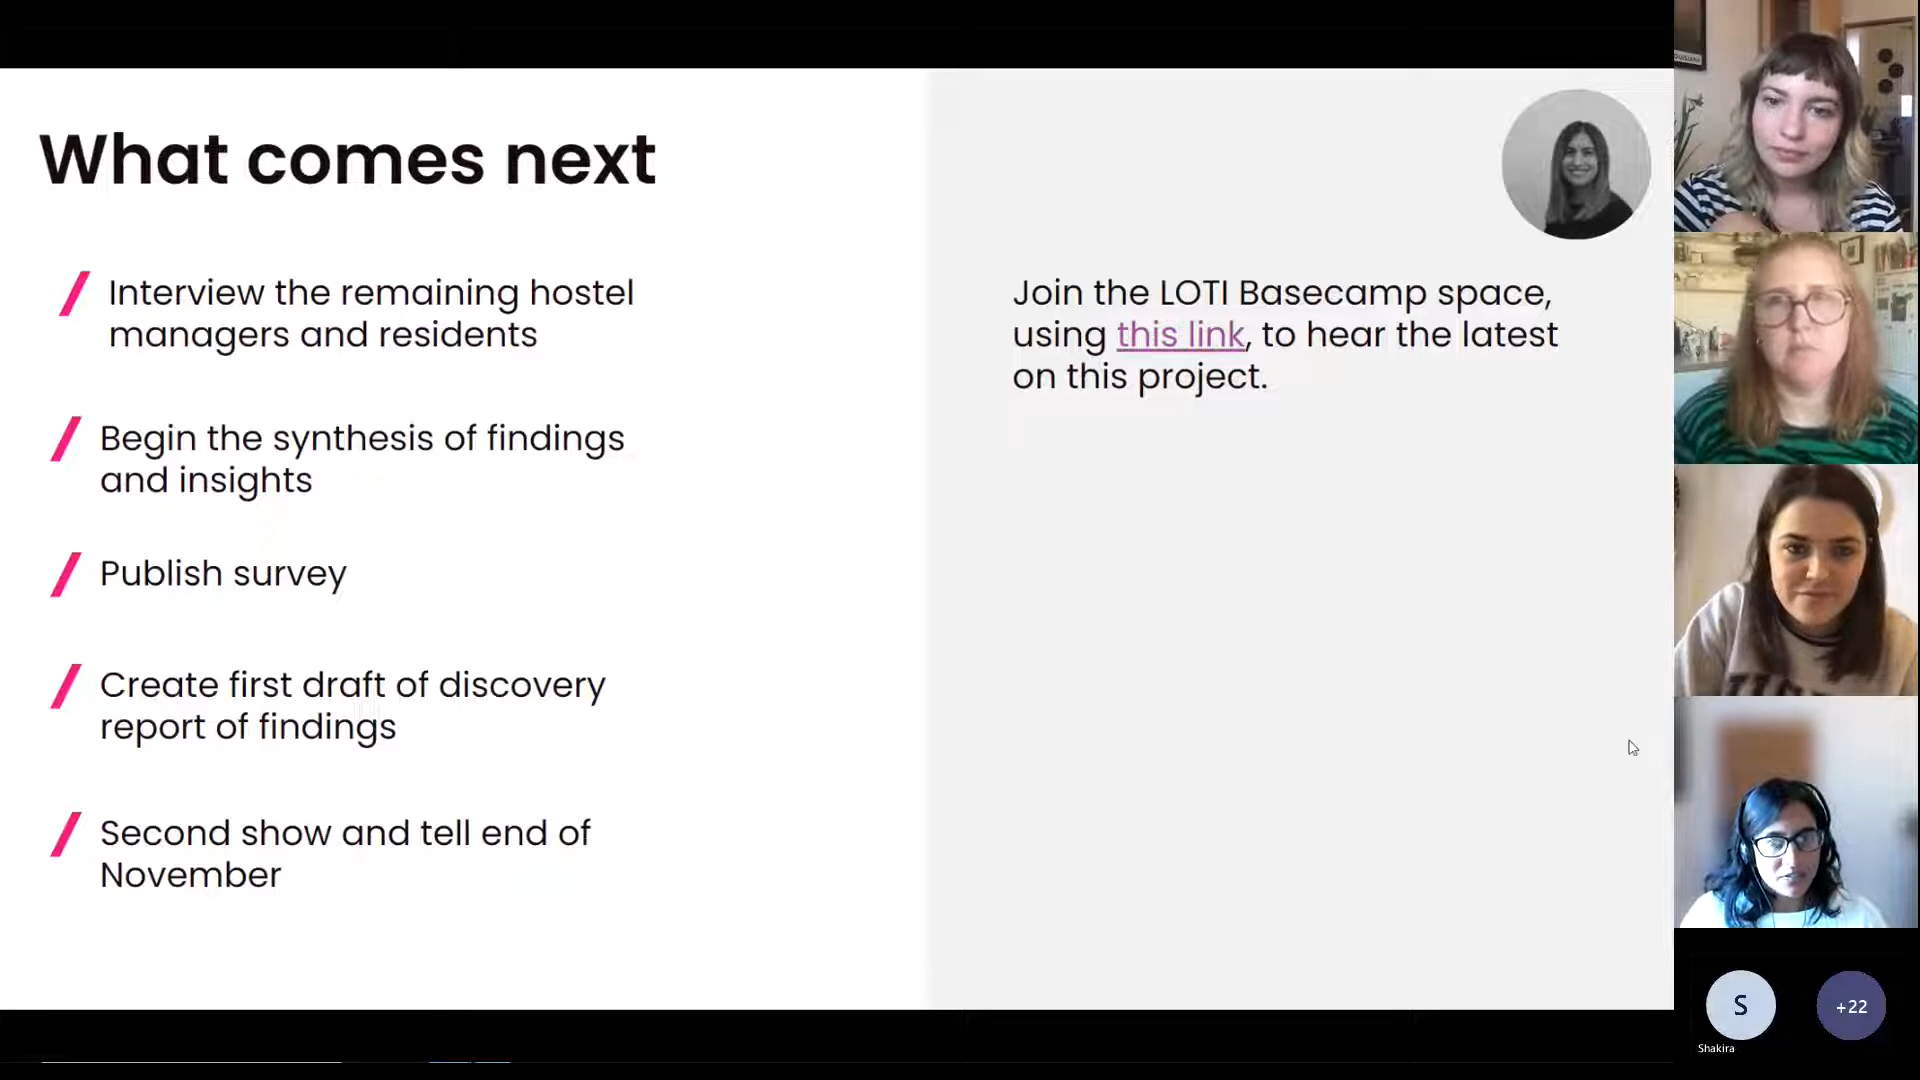 What comes next
Interview the remaining hostel
managers and residents
Begin the synthesis of findings
and insights
Publish survey
Create first draft of discovery
report of findings
Second show and tell end of
November
Join the LOTI Basecamp space,
using this link, to hear the latest
on this project.
S
+22
Shakira